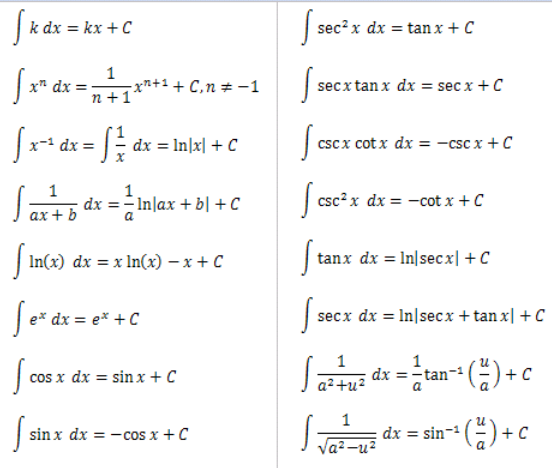 ∫ k dx = kx + C
∫ xⁿ dx = 1/(n + 1) xⁿ⁺¹ + C, n ≠ −1
∫ x⁻¹ dx = ∫ 1/x dx = ln|x| + C
∫ 1/(ax + b) dx = 1/a ln|ax + b| + C
∫ ln(x) dx = x ln(x) − x + C
∫ eˣ dx = eˣ + C
∫ cos x dx = sin x + C
∫ sin x dx = −cos x + C
∫ sec² x dx = tan x + C
∫ sec x tan x dx = sec x + C
∫ csc x cot x dx = −csc x + C
∫ csc² x dx = −cot x + C
∫ tan x dx = ln|sec x| + C
∫ sec x dx = ln|sec x + tan x| + C
∫ 1/(a²+u²) dx = 1/a tan⁻¹ (u/a) + C
∫ 1/√(a²−u²) dx = sin⁻¹ (u/a) + C